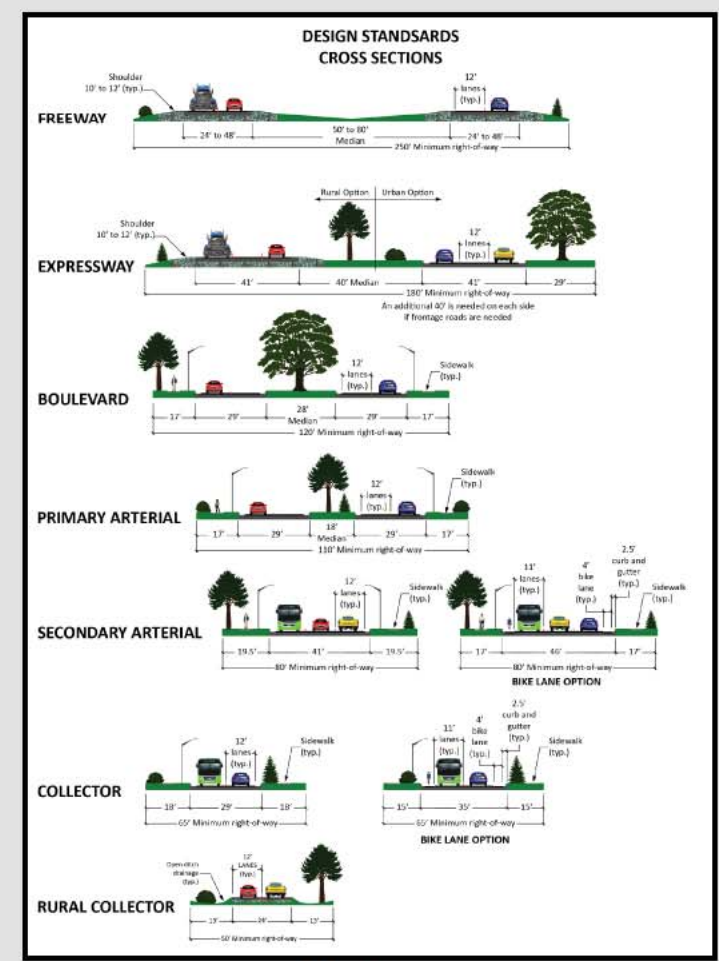 DESIGN STANDSARDS
CROSS SECTIONS
FREEWAY
Shoulder
10' to 12' (typ.)
12'
lanes
(typ.)
24' to 48'
50' to 80'
Median
24' to 48'
250' Minimum right-of-way
EXPRESSWAY
Rural Option
Urban Option
Shoulder
10' to 12' (typ.)
12'
lanes
(typ.)
41'
40' Median
41'
29'
180' Minimum right-of-way
An additional 40' is needed on each side
if frontage roads are needed
BOULEVARD
12'
lanes
(typ.)
Sidewalk
(typ.)
17'
29'
28'
Median
29'
17'
120' Minimum right-of-way
PRIMARY ARTERIAL
12'
lanes
(typ.)
Sidewalk
(typ.)
17'
29'
18'
Median
29'
17'
110' Minimum right-of-way
SECONDARY ARTERIAL
12'
lanes
(typ.)
Sidewalk
(typ.)
19.5'
41'
19.5'
80' Minimum right-of-way
11'
lanes
(typ.)
4'
bike
lane
(typ.)
2.5'
curb and
gutter
(typ.)
Sidewalk
(typ.)
17'
46'
17'
80' Minimum right-of-way
BIKE LANE OPTION
COLLECTOR
12'
lanes
(typ.)
Sidewalk
(typ.)
18'
29'
18'
65' Minimum right-of-way
11'
lanes
(typ.)
4'
bike
lane
(typ.)
2.5'
curb and
gutter
(typ.)
Sidewalk
(typ.)
15'
35'
15'
65' Minimum right-of-way
BIKE LANE OPTION
RURAL COLLECTOR
Open ditch
drainage
(typ.)
12'
LANES
(typ.)
60' Minimum right-of-way